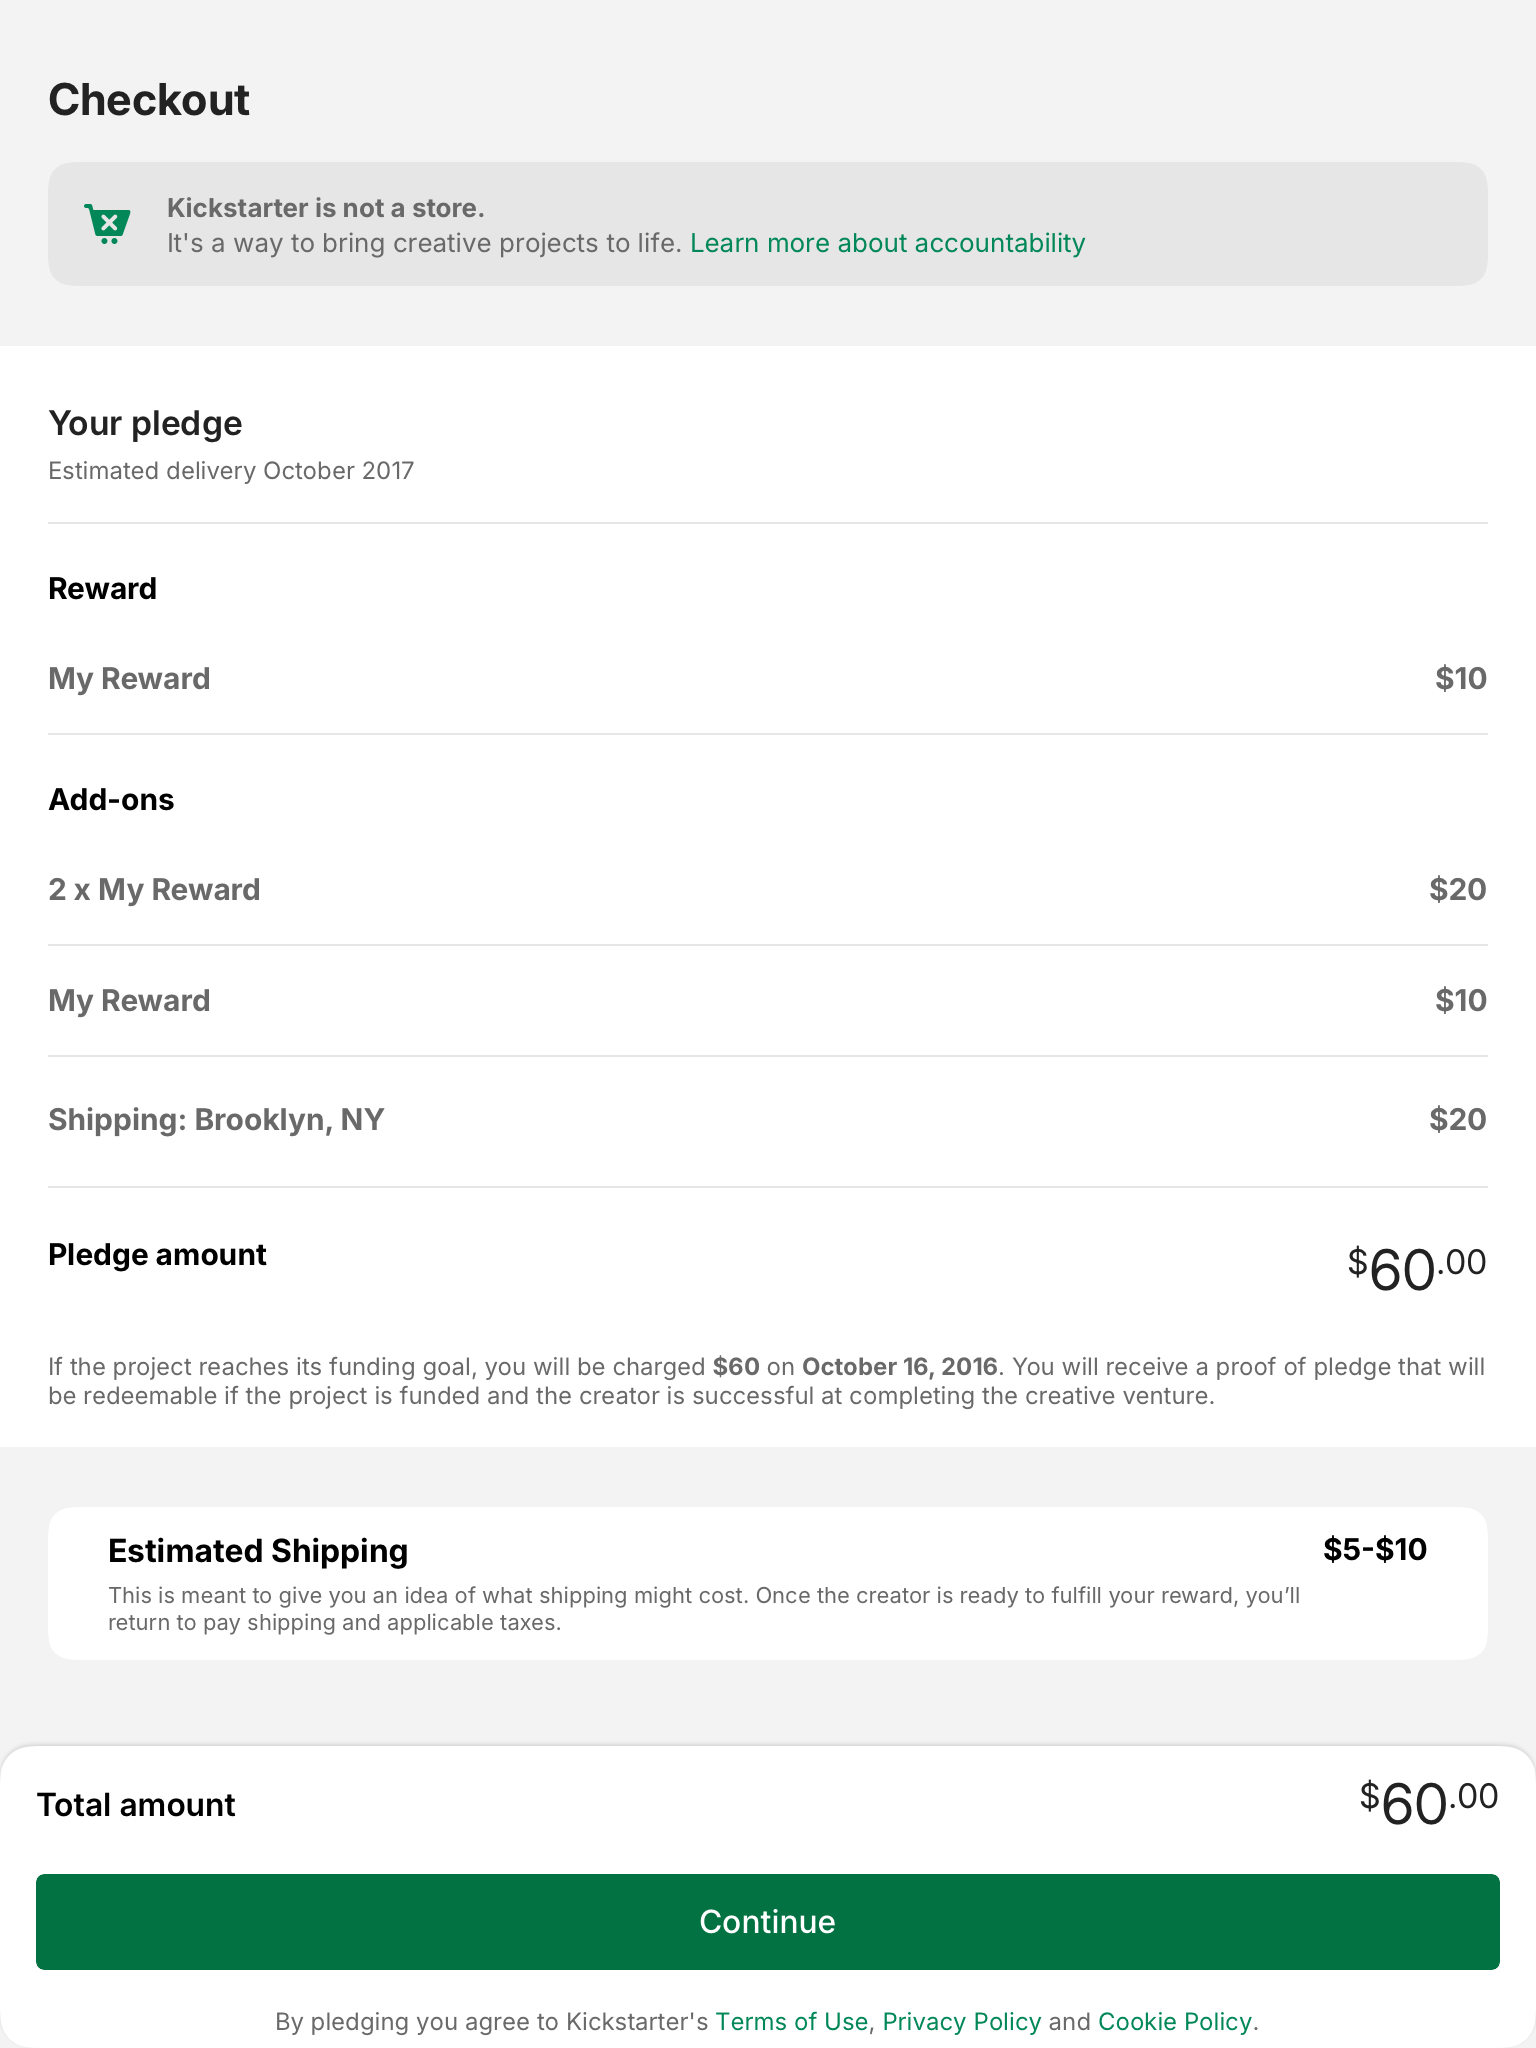 Checkout
Kickstarter is not a store.
It's a way to bring creative projects to life. Learn more about accountability
Your pledge
Estimated delivery October 2017
Reward
My Reward $10
Add-ons
2 x My Reward $20
My Reward $10
Shipping: Brooklyn, NY $20
Pledge amount $60.00
If the project reaches its funding goal, you will be charged $60 on October 16, 2016. You will receive a proof of pledge that will
be redeemable if the project is funded and the creator is successful at completing the creative venture.
Estimated Shipping $5-$10
This is meant to give you an idea of what shipping might cost. Once the creator is ready to fulfill your reward, you’ll
return to pay shipping and applicable taxes.
Total amount $60.00
Continue
By pledging you agree to Kickstarter's Terms of Use, Privacy Policy and Cookie Policy.